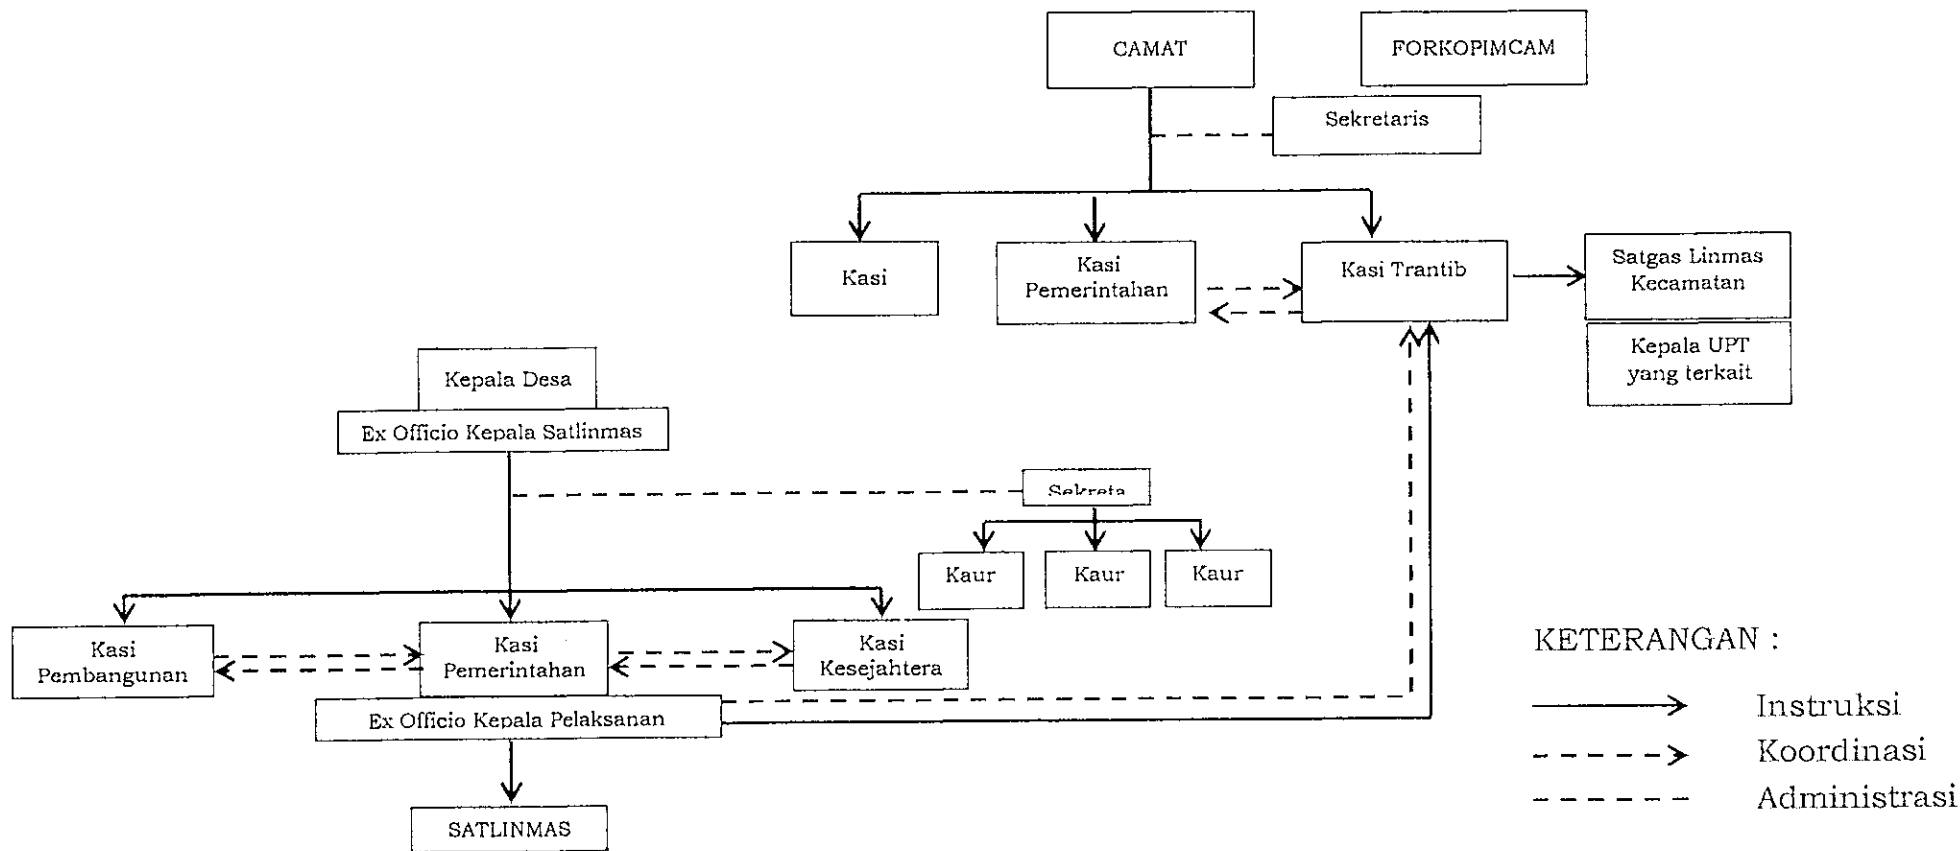 CAMAT
FORKOPIMCAM
Sekretaris
Kasi
Kasi
Pemerintahan
Kasi Trantib
Satgas Linmas
Kecamatan
Kepala UPT
yang terkait
Kepala Desa
Ex Officio Kepala Satlinmas
Sekreta
Kaur
Kaur
Kaur
Kasi
Pembangunan
Kasi
Pemerintahan
Kasi
Kesejahtera
Ex Officio Kepala Pelaksanan
SATLINMAS
KETERANGAN :
Instruksi
Koordinasi
Administrasi